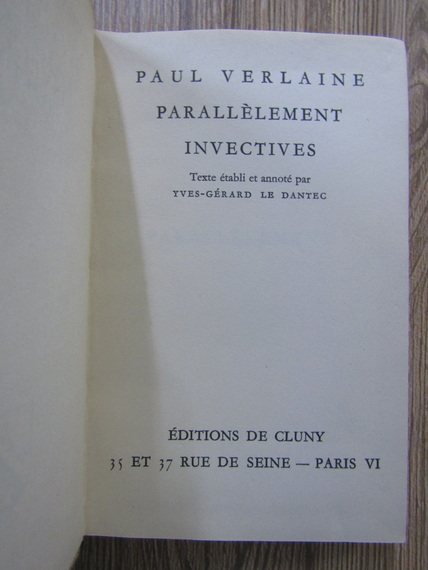 PAUL VERLAINE
PARALLÈLEMENT
INVECTIVES
Texte établi et annoté par
YVES-GÉRARD LE DANTEC
ÉDITIONS DE CLUNY
35 ET 37 RUE DE SEINE — PARIS VI